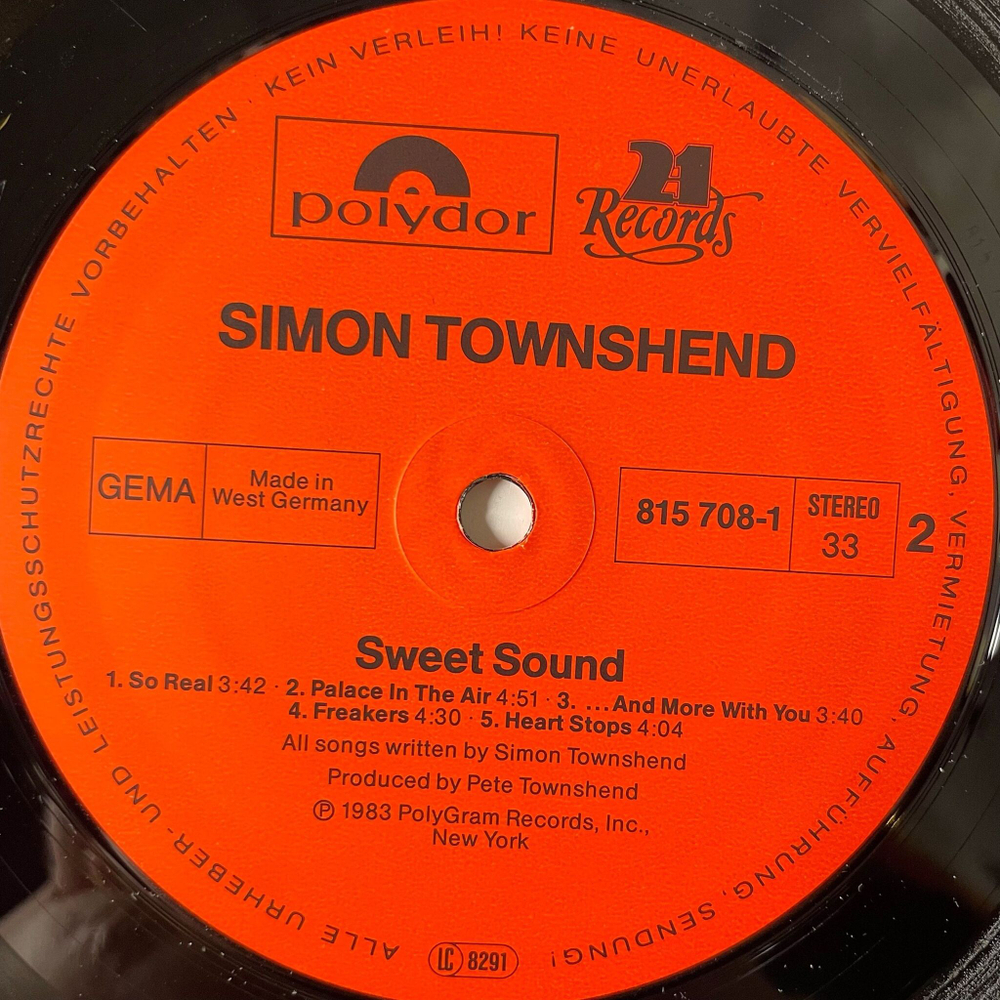 ALLE URHEBER- UND LEISTUNGSSCHUTZRECHTE VORBEHALTEN · KEIN VERLEIH! KEINE UNERLAUBTE VERVIELFÄLTIGUNG, VERMIETUNG, AUFFÜHRUNG, SENDUNG!
polydor
21 Records
SIMON TOWNSHEND
GEMA
Made in
West Germany
815 708-1
STEREO
33
2
Sweet Sound
1. So Real 3:42 · 2. Palace In The Air 4:51 · 3. ...And More With You 3:40
4. Freakers 4:30 · 5. Heart Stops 4:04
All songs written by Simon Townshend
Produced by Pete Townshend
Ⓟ 1983 PolyGram Records, Inc.,
New York
LC 8291